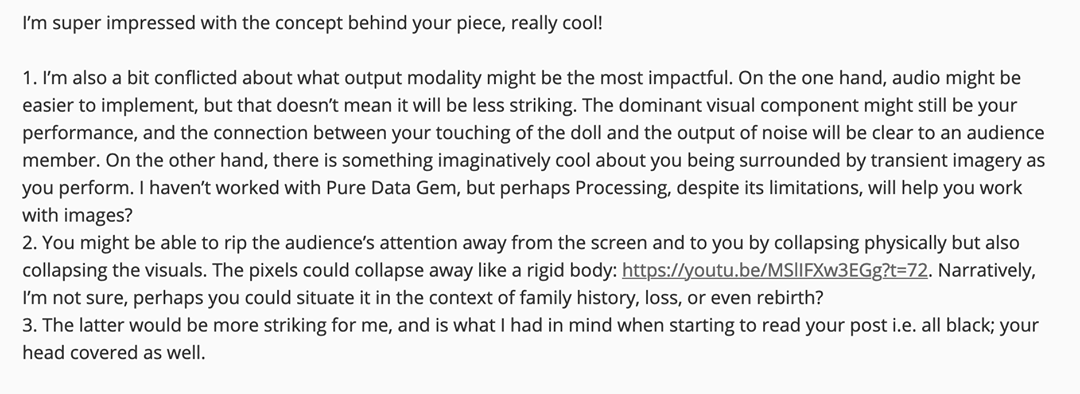 I’m super impressed with the concept behind your piece, really cool!
1. I’m also a bit conflicted about what output modality might be the most impactful. On the one hand, audio might be
easier to implement, but that doesn’t mean it will be less striking. The dominant visual component might still be your
performance, and the connection between your touching of the doll and the output of noise will be clear to an audience
member. On the other hand, there is something imaginatively cool about you being surrounded by transient imagery as
you perform. I haven’t worked with Pure Data Gem, but perhaps Processing, despite its limitations, will help you work
with images?
2. You might be able to rip the audience’s attention away from the screen and to you by collapsing physically but also
collapsing the visuals. The pixels could collapse away like a rigid body: https://youtu.be/MSlIFXw3EGg?t=72. Narratively,
I’m not sure, perhaps you could situate it in the context of family history, loss, or even rebirth?
3. The latter would be more striking for me, and is what I had in mind when starting to read your post i.e. all black; your
head covered as well.